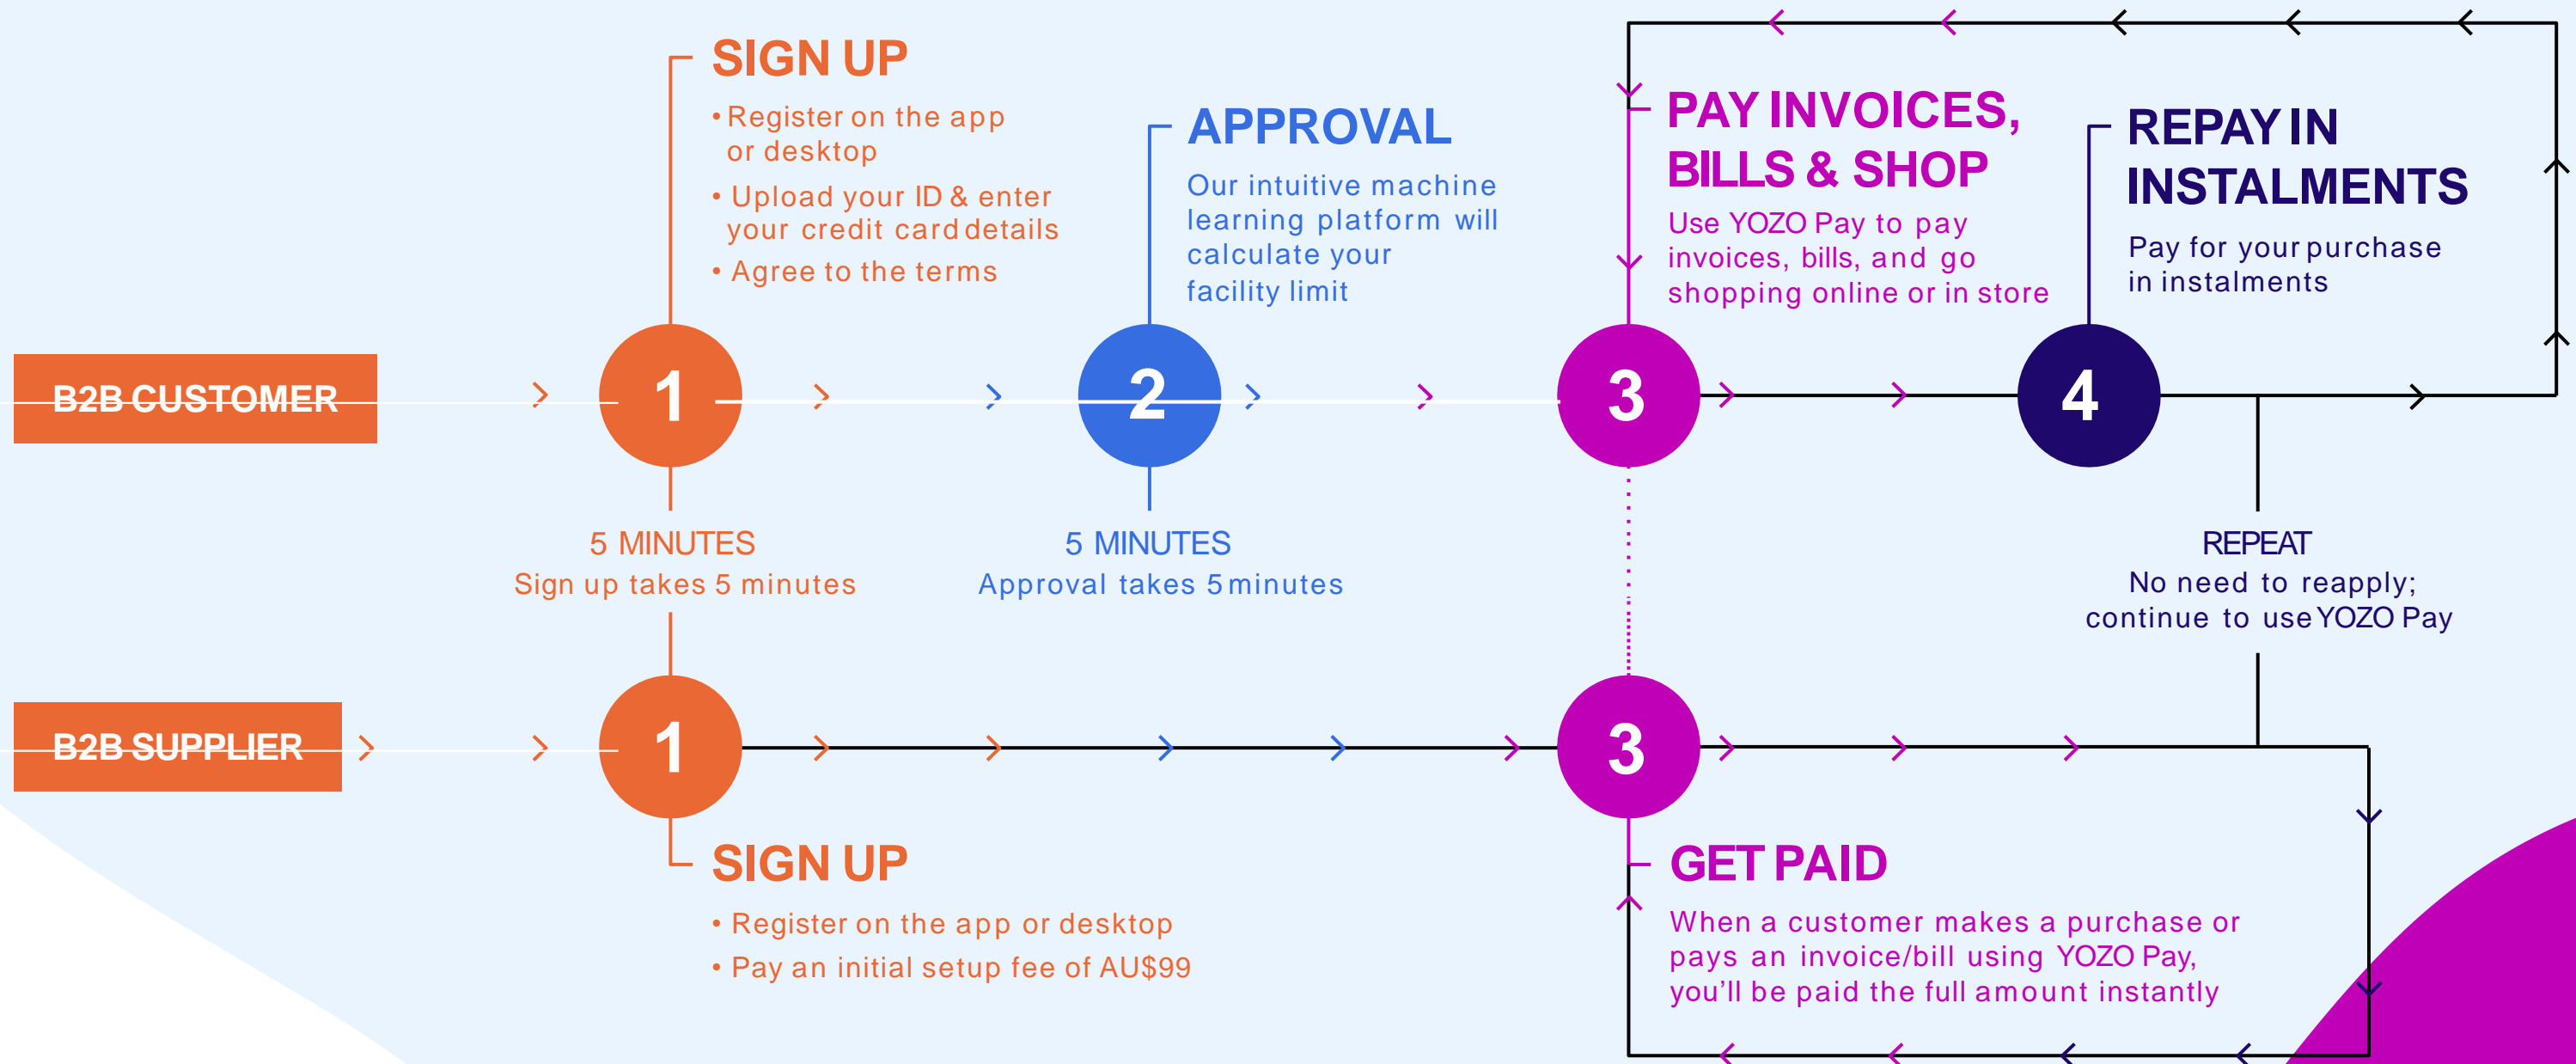 SIGN UP
• Register on the app
or desktop
• Upload your ID & enter
your credit card details
• Agree to the terms
APPROVAL
Our intuitive machine
learning platform will
calculate your
facility limit
PAY INVOICES,
BILLS & SHOP
Use YOZO Pay to pay
invoices, bills, and go
shopping online or in store
REPAY IN
INSTALMENTS
Pay for your purchase
in instalments
B2B CUSTOMER
1
2
3
4
5 MINUTES
Sign up takes 5 minutes
5 MINUTES
Approval takes 5 minutes
REPEAT
No need to reapply;
continue to use YOZO Pay
B2B SUPPLIER
1
3
SIGN UP
• Register on the app or desktop
• Pay an initial setup fee of AU$99
GET PAID
When a customer makes a purchase or
pays an invoice/bill using YOZO Pay,
you’ll be paid the full amount instantly